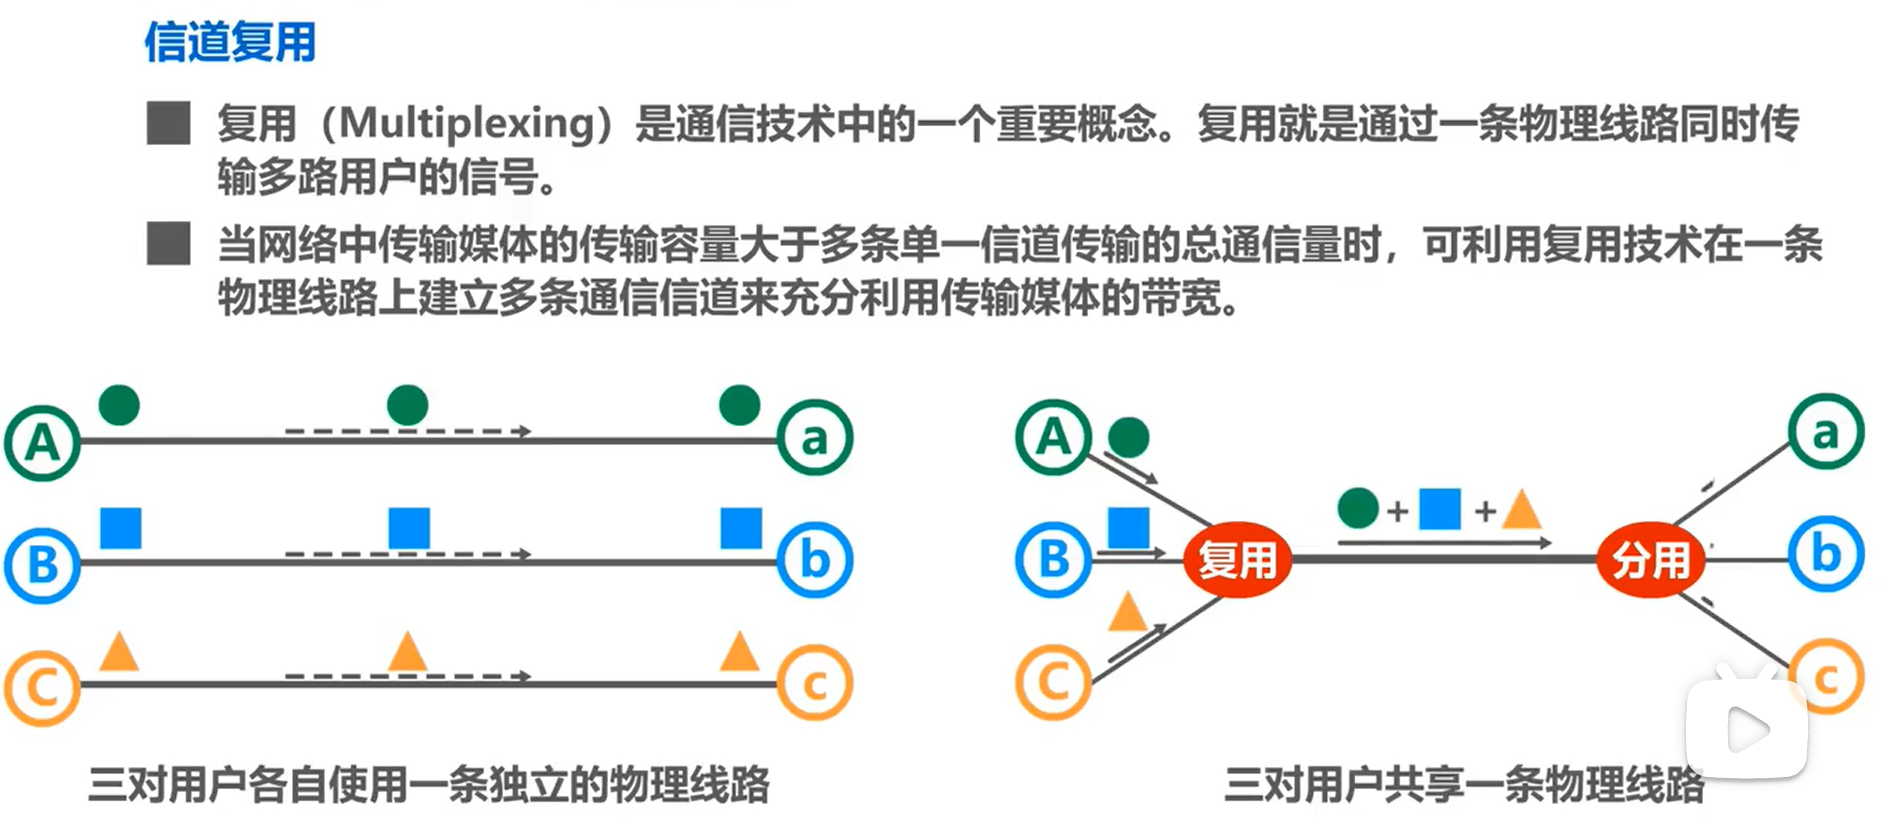 信道复用
复用（Multiplexing）是通信技术中的一个重要概念。复用就是通过一条物理线路同时传
输多路用户的信号。
当网络中传输媒体的传输容量大于多条单一信道传输的总通信量时，可利用复用技术在一条
物理线路上建立多条通信信道来充分利用传输媒体的带宽。
A a
B b
C c
三对用户各自使用一条独立的物理线路
A a
+ +
B 复用 分用 b
C c
三对用户共享一条物理线路